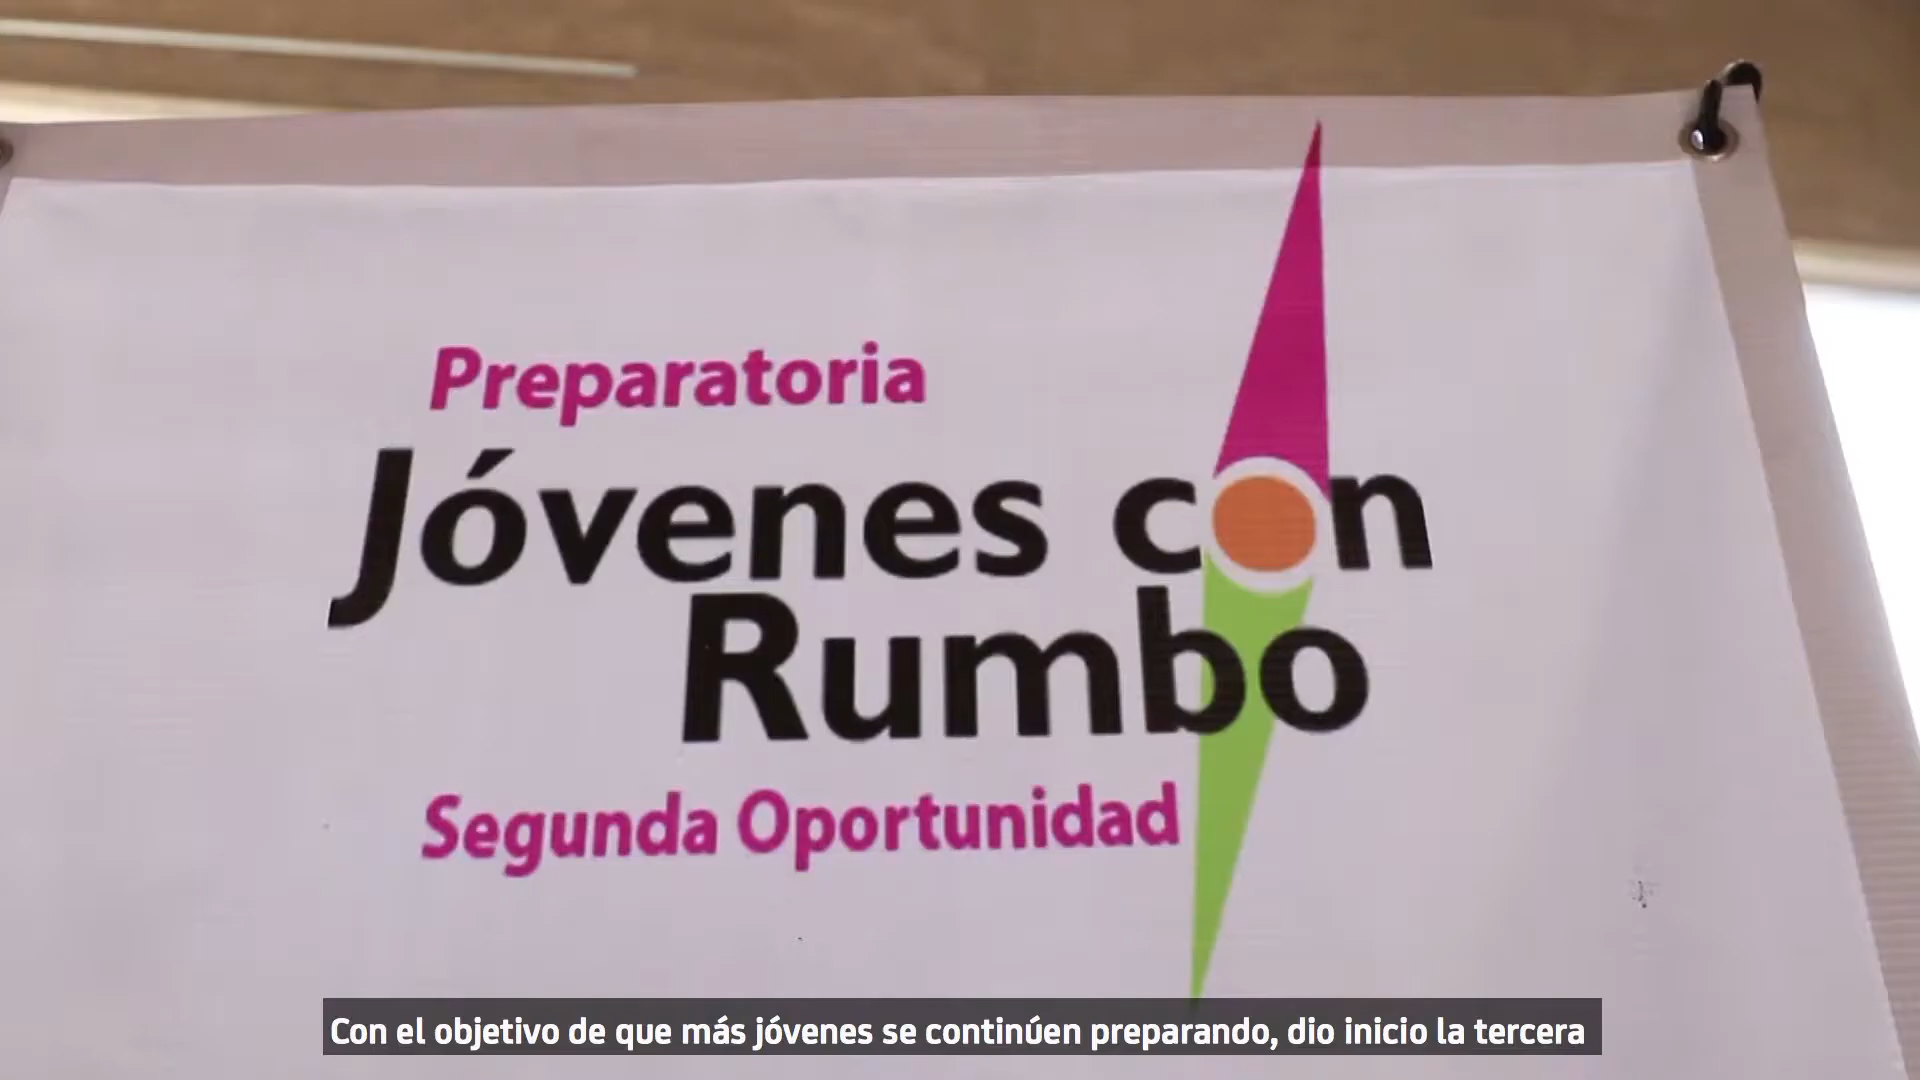 Preparatoria
Jóvenes con
Rumbo
Segunda Oportunidad
Con el objetivo de que más jóvenes se continúen preparando, dio inicio la tercera